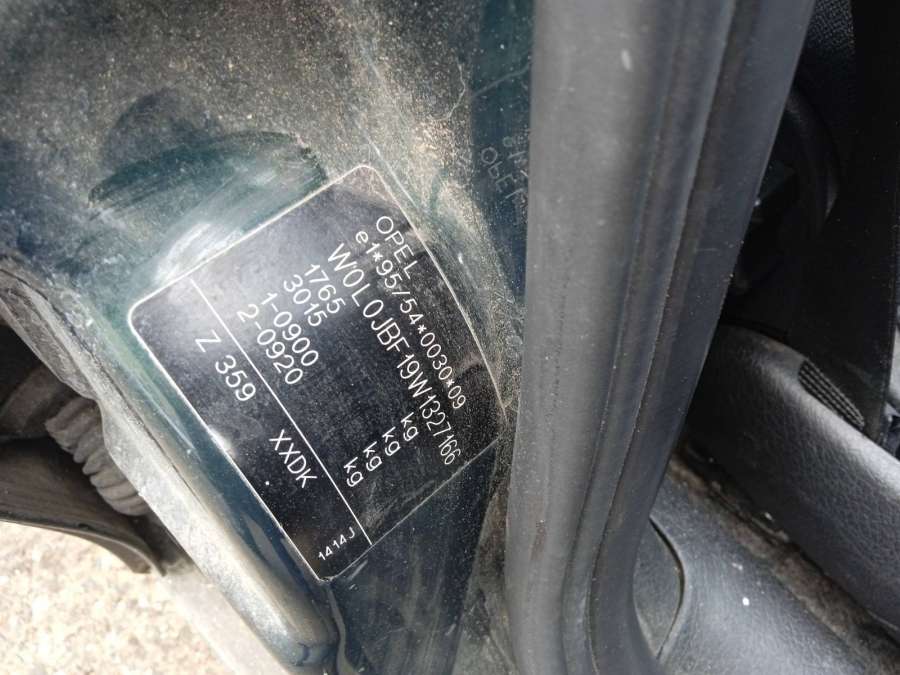 OPEL
e1*95/54*0030*09
W0L0JBF19W1327166
1765 kg
3015 kg
1-0900 kg
2-0920 kg
Z 359 XXDK
1414J